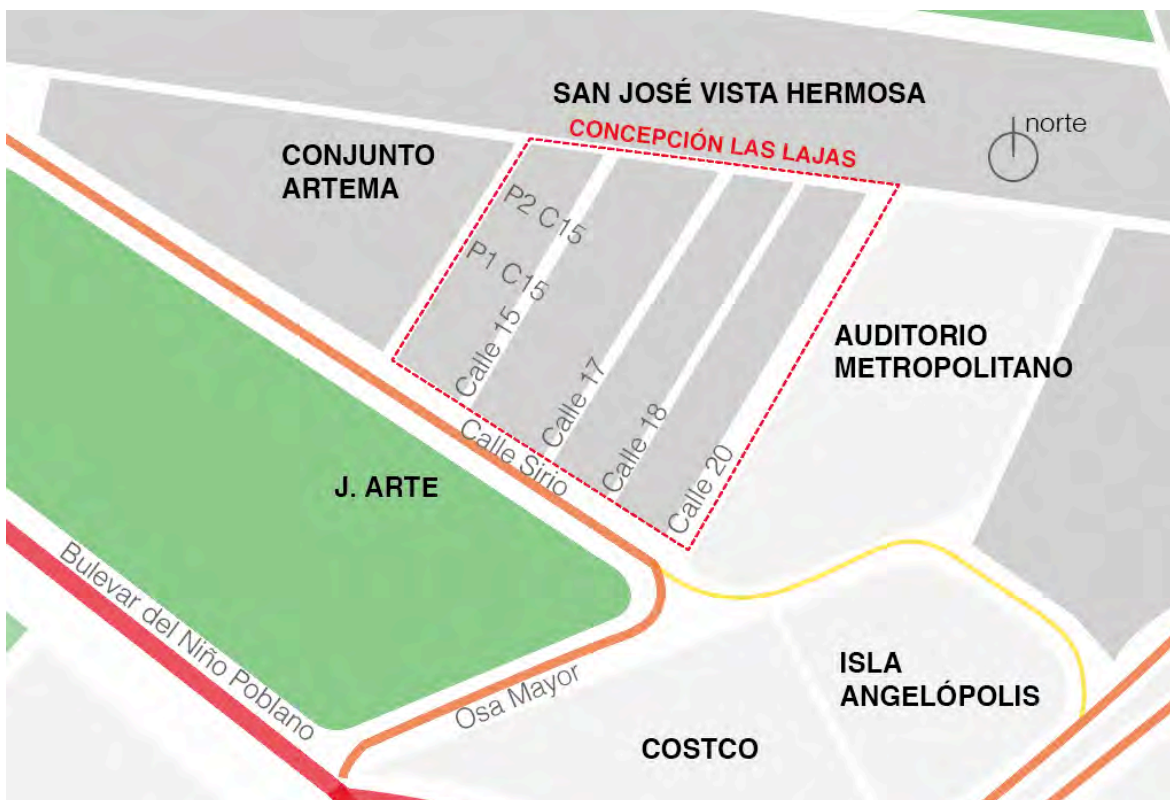 SAN JOSÉ VISTA HERMOSA
norte
CONCEPCIÓN LAS LAJAS
CONJUNTO
ARTEMA
P2 C15
P1 C15
Calle 15
Calle 17
Calle 18
Calle 20
Calle Sirio
AUDITORIO
METROPOLITANO
J. ARTE
Bulevar del Niño Poblano
Osa Mayor
ISLA
ANGELÓPOLIS
COSTCO